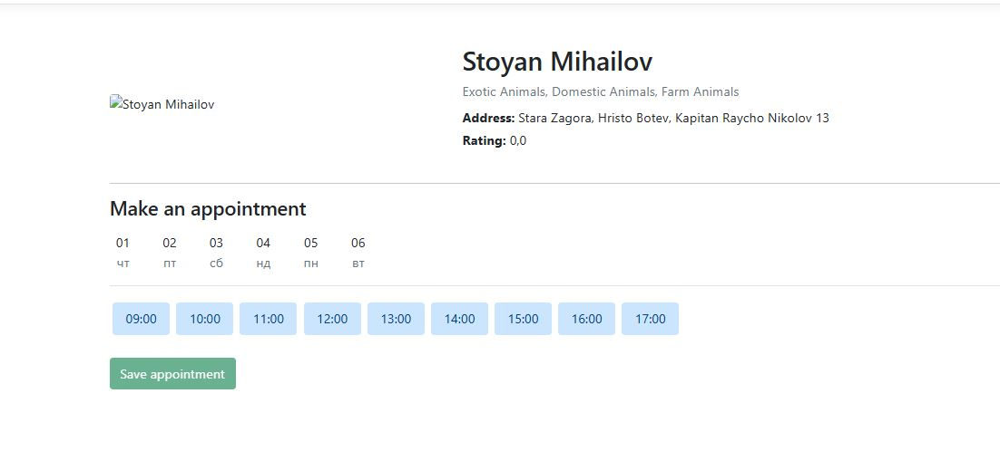 Stoyan Mihailov
Stoyan Mihailov
Exotic Animals, Domestic Animals, Farm Animals
Address: Stara Zagora, Hristo Botev, Kapitan Raycho Nikolov 13
Rating: 0,0
Make an appointment
01 02 03 04 05 06
чт пт сб нд пн вт
09:00 10:00 11:00 12:00 13:00 14:00 15:00 16:00 17:00
Save appointment